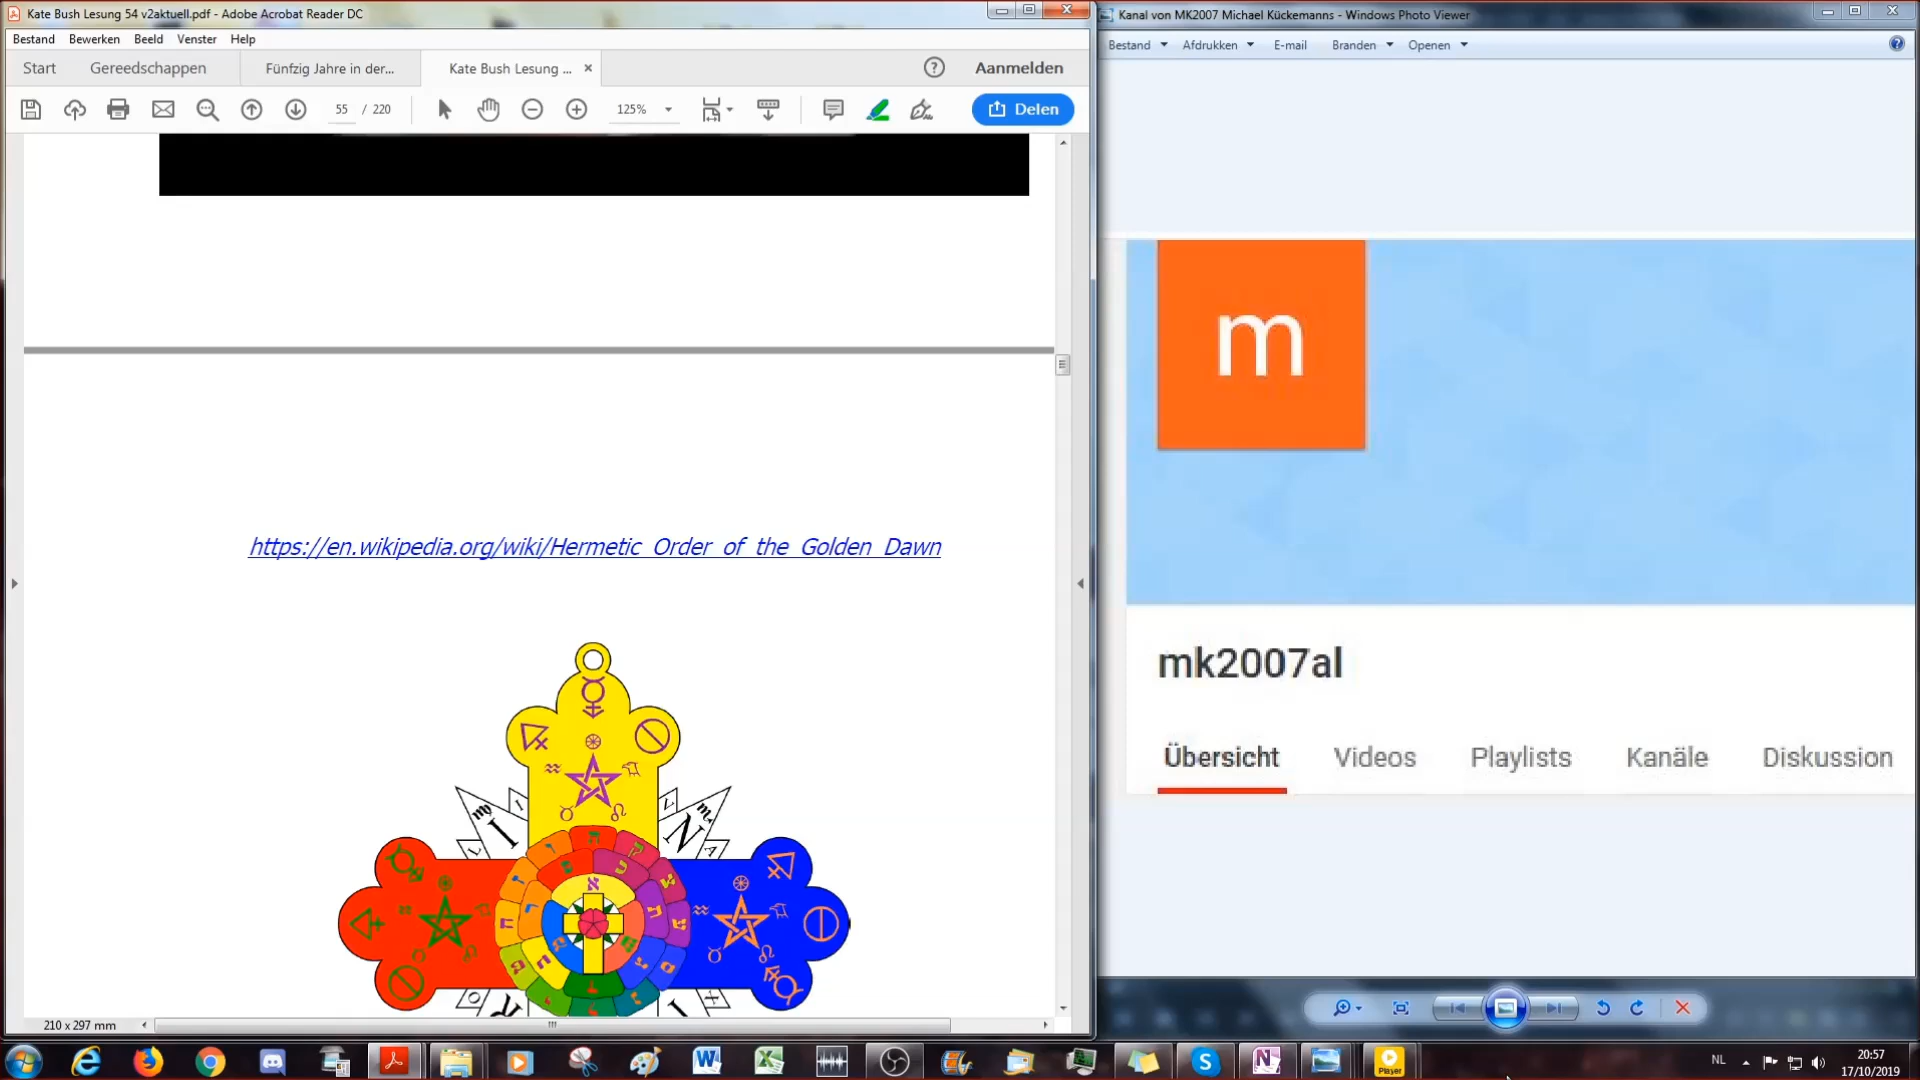 Kate Bush Lesung 54 v2aktuell.pdf - Adobe Acrobat Reader DC
Bestand Bewerken Beeld Venster Help
Start Gereedschappen Fünfzig Jahre in der... Kate Bush Lesung ... × Aanmelden
55 / 220 125% Delen
https://en.wikipedia.org/wiki/Hermetic_Order_of_the_Golden_Dawn
I I V N
L A
O R I X
210 x 297 mm
Kanal von MK2007 Michael Kückemanns - Windows Photo Viewer
Bestand Afdrukken E-mail Branden Openen
m
mk2007al
Übersicht Videos Playlists Kanäle Diskussion
Player
NL
20:57
17/10/2019